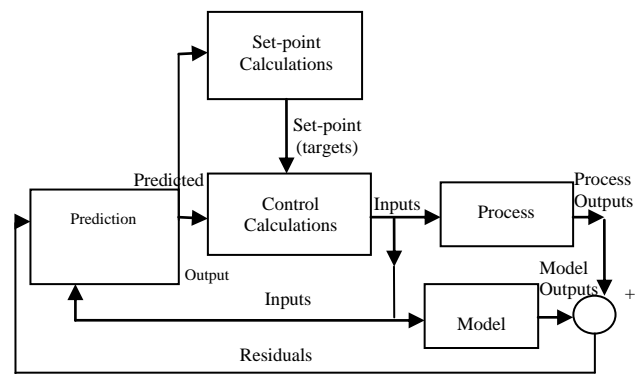 Set-point
Calculations
Set-point
(targets)
Predicted
Prediction
Output
Control
Calculations
Inputs
Process
Process
Outputs
Model
Outputs
+
Inputs
Model
Residuals